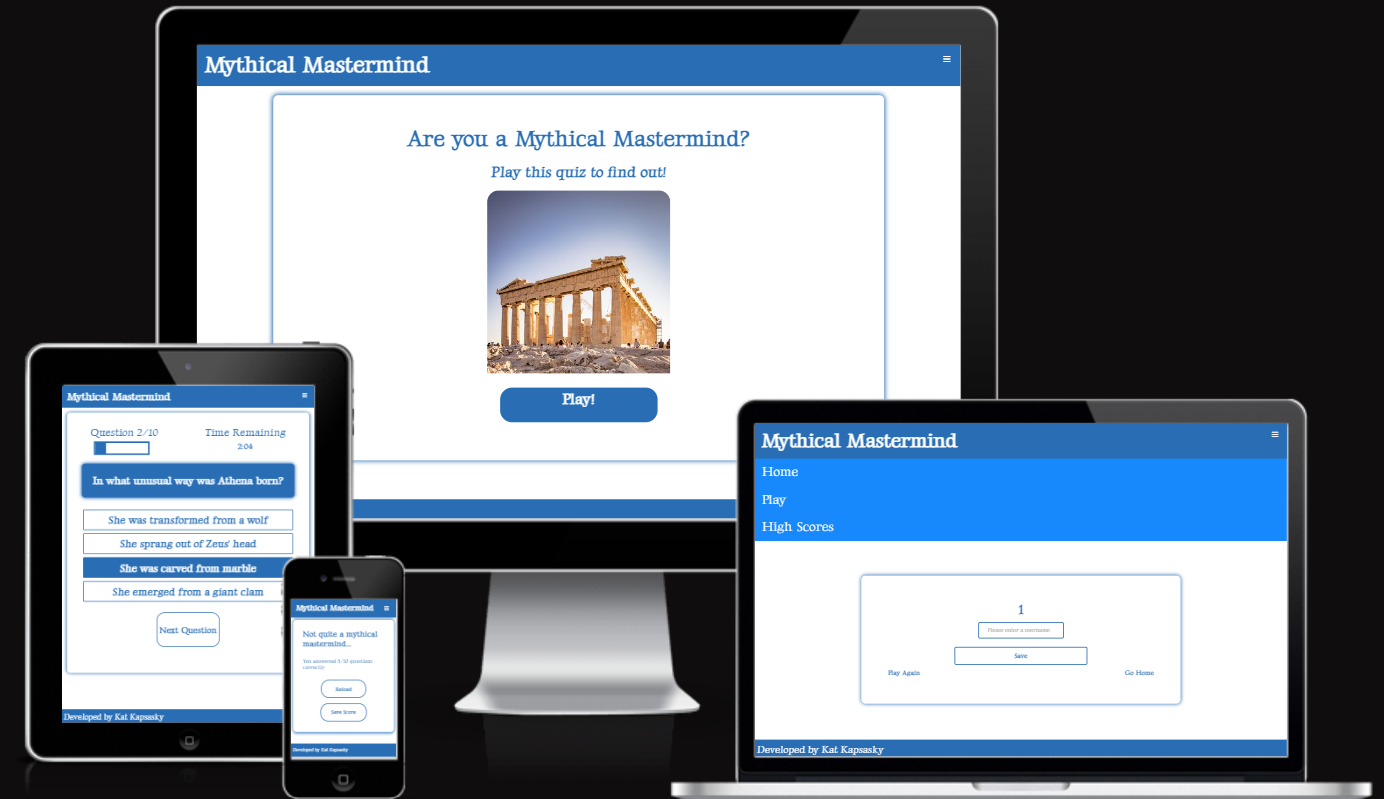 Mythical Mastermind
≡
Are you a Mythical Mastermind?
Play this quiz to find out!
Play!
Mythical Mastermind
≡
Question 2/10
Time Remaining
2:04
In what unusual way was Athena born?
She was transformed from a wolf
She sprang out of Zeus' head
She was carved from marble
She emerged from a giant clam
Next Question
Developed by Kat Kapsasky
Mythical Mastermind
≡
Not quite a mythical
mastermind...
You answered 3/10 questions
correctly
Reload
Save Score
Developed by Kat Kapsasky
Mythical Mastermind
≡
Home
Play
High Scores
1
Please enter a username
Save
Play Again
Go Home
Developed by Kat Kapsasky